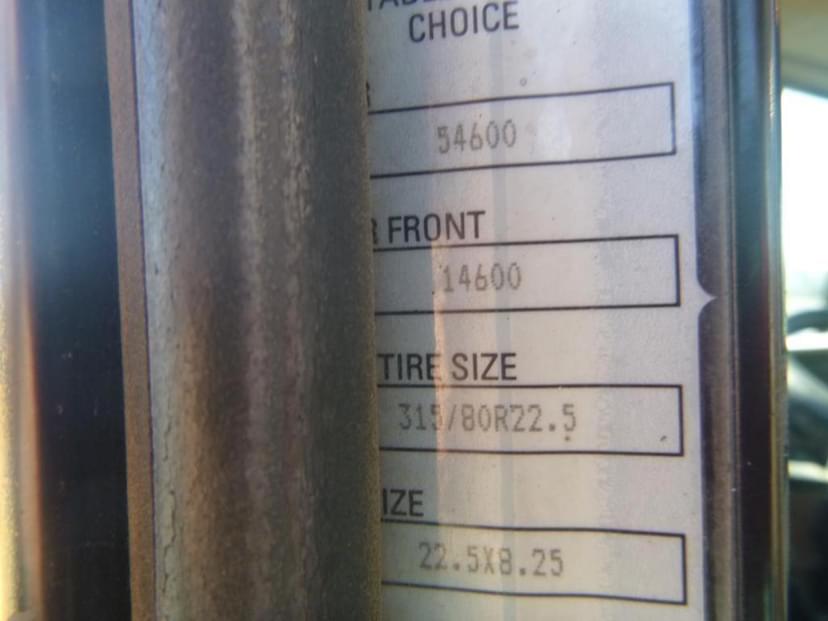 CHOICE
54600
FRONT
14600
TIRE SIZE
315/80R22.5
IZE
22.5X8.25